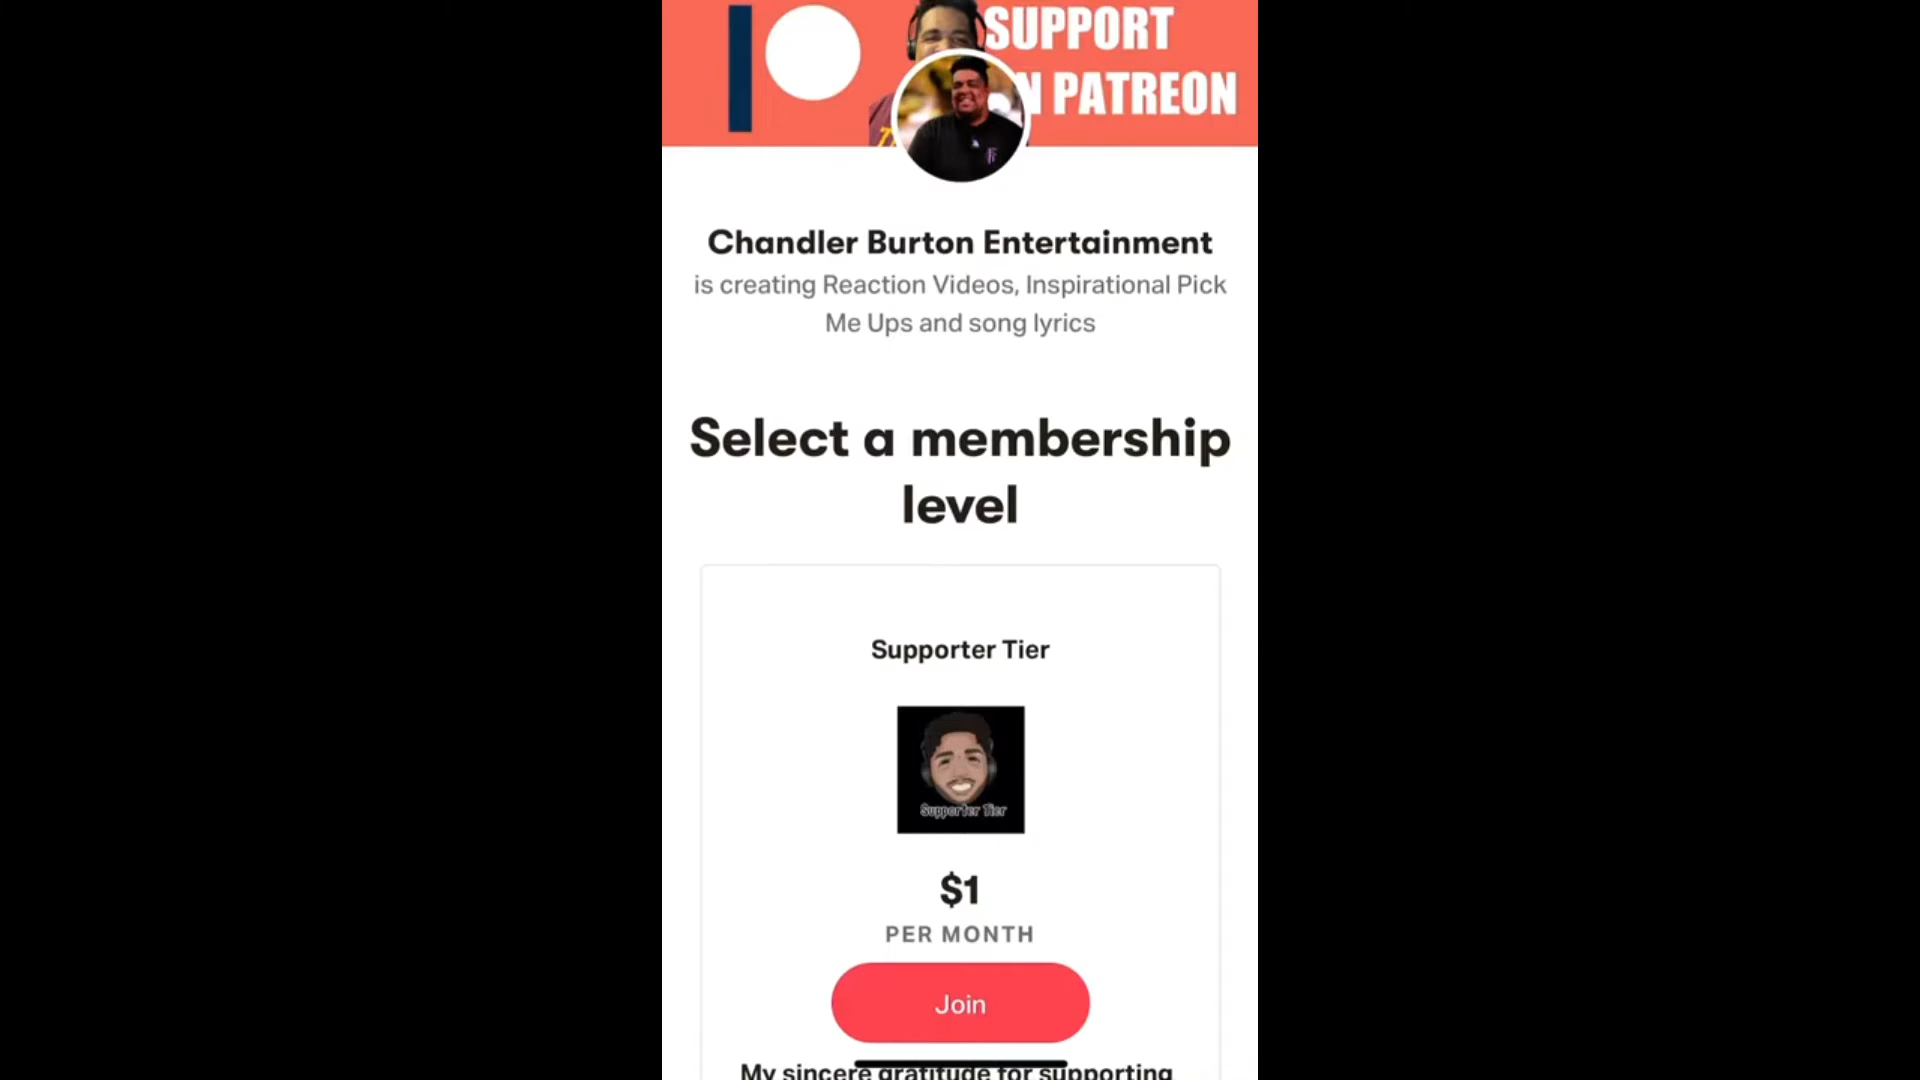 SUPPORT
N PATREON
Chandler Burton Entertainment
is creating Reaction Videos, Inspirational Pick
Me Ups and song lyrics
Select a membership
level
Supporter Tier
Supporter Tier
$1
PER MONTH
Join
My sincere gratitude for supporting